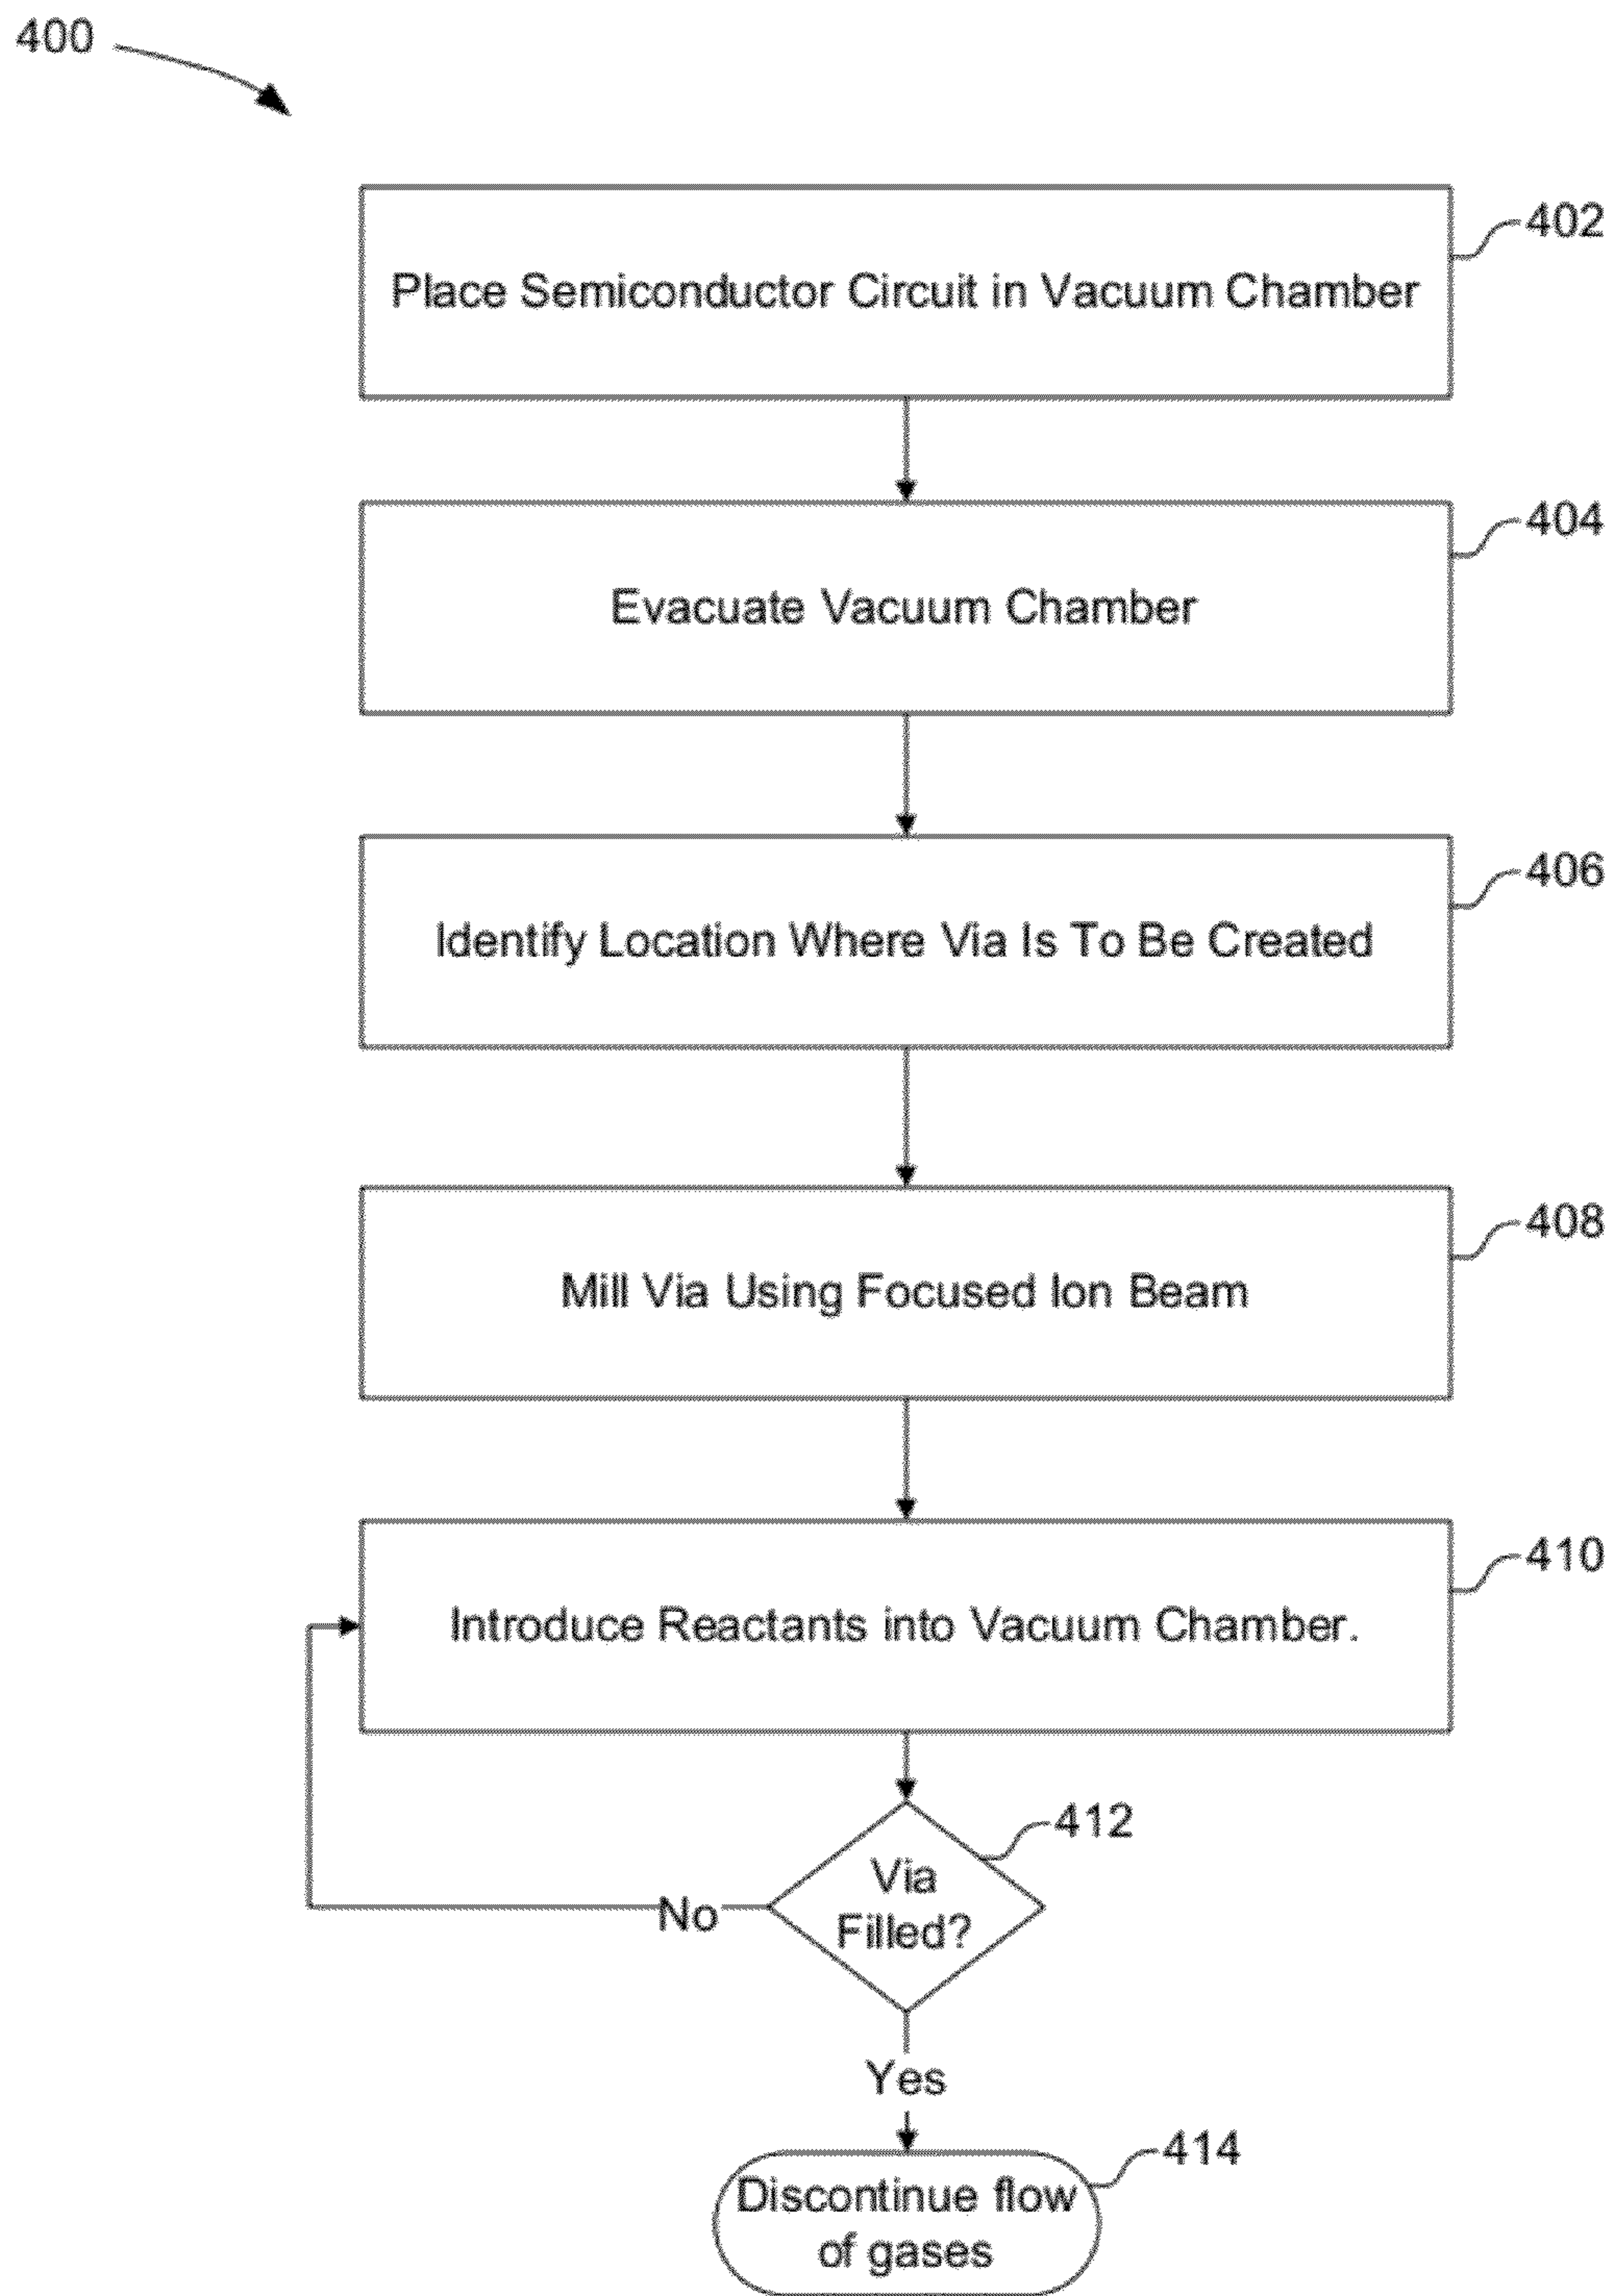 400
402
Place Semiconductor Circuit in Vacuum Chamber
404
Evacuate Vacuum Chamber
406
Identify Location Where Via Is To Be Created
408
Mill Via Using Focused Ion Beam
410
Introduce Reactants into Vacuum Chamber.
412
Via
Filled?
No
Yes
414
Discontinue flow
of gases